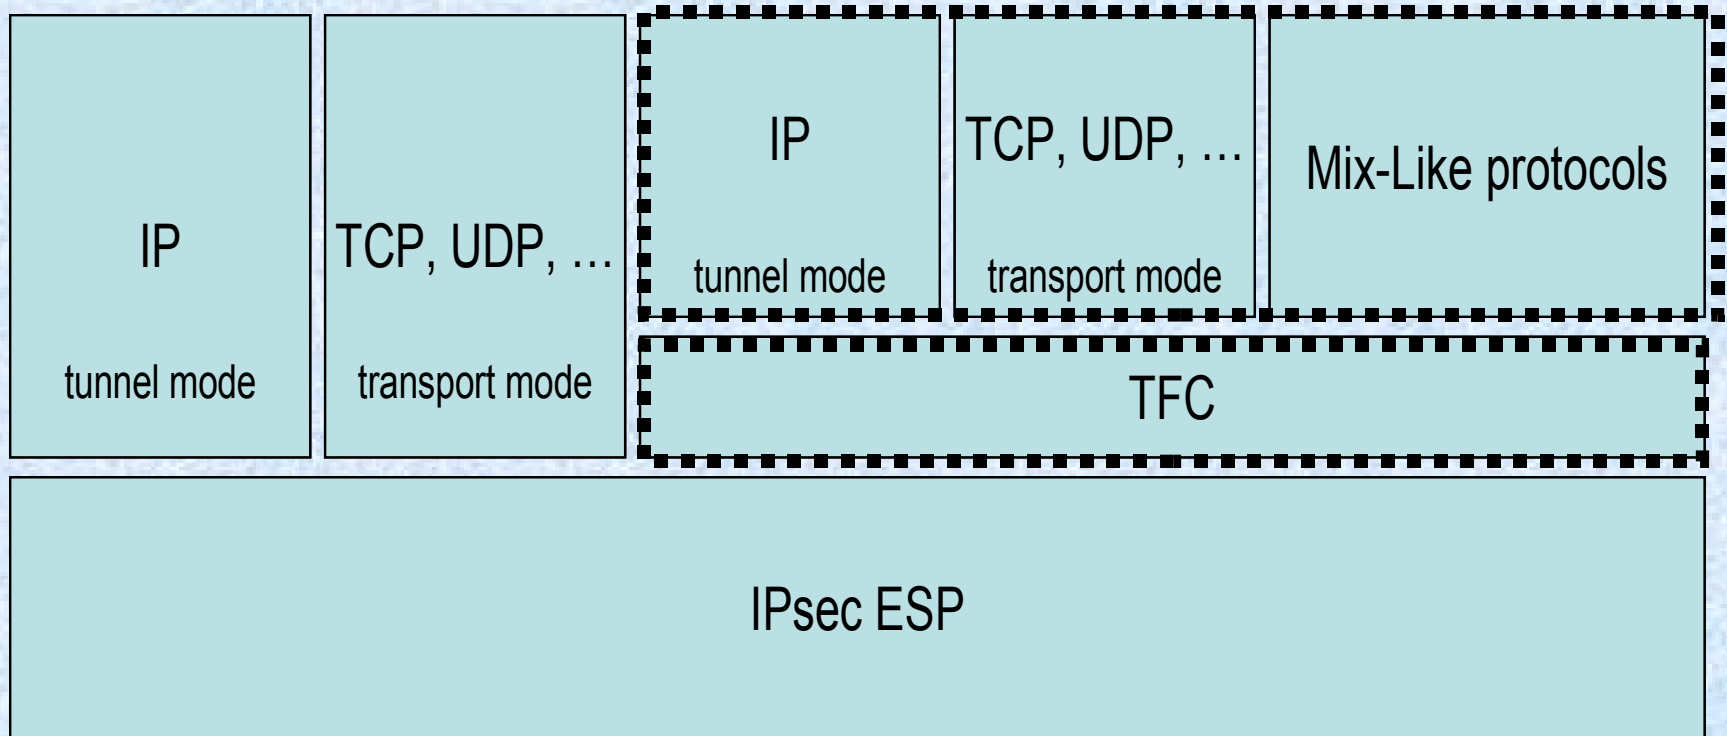 IP
tunnel mode
TCP, UDP, …
transport mode
IP
tunnel mode
TCP, UDP, …
transport mode
Mix-Like protocols
TFC
IPsec ESP